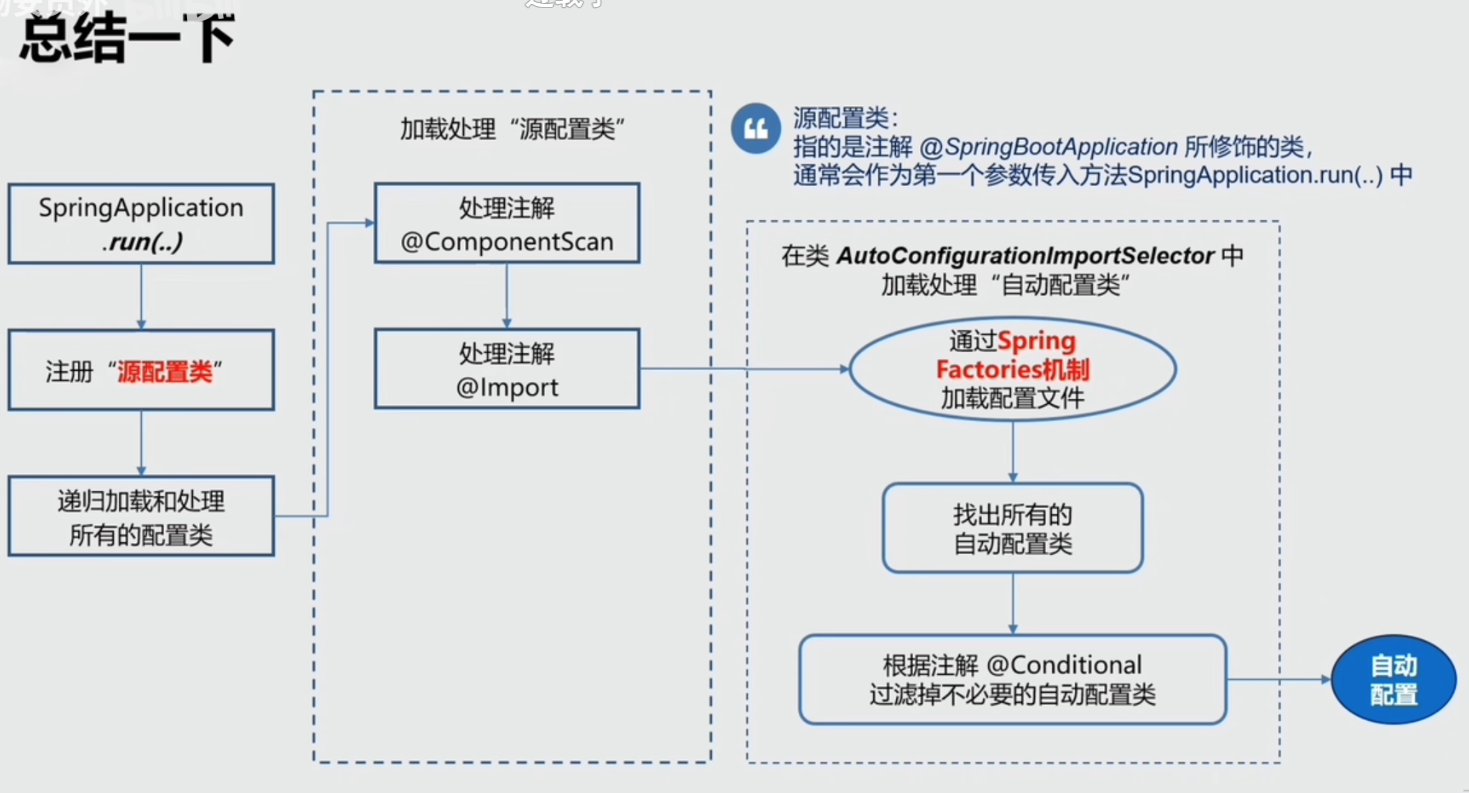 总结一下
加载处理“源配置类”
源配置类：
指的是注解 @SpringBootApplication 所修饰的类，
通常会作为第一个参数传入方法SpringApplication.run(..) 中
SpringApplication
.run(..)
注册“源配置类”
递归加载和处理
所有的配置类
处理注解
@ComponentScan
处理注解
@Import
在类 AutoConfigurationImportSelector 中
加载处理“自动配置类”
通过Spring
Factories机制
加载配置文件
找出所有的
自动配置类
根据注解 @Conditional
过滤掉不必要的自动配置类
自动
配置